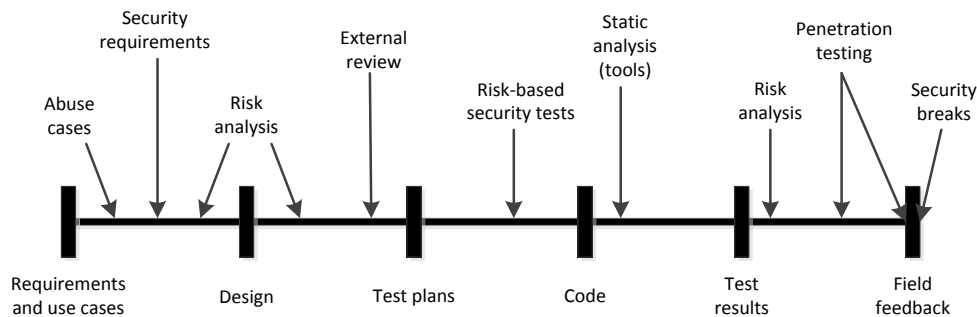 Security
requirements
Abuse
cases
Risk
analysis
External
review
Risk-based
security tests
Static
analysis
(tools)
Risk
analysis
Penetration
testing
Security
breaks
Requirements
and use cases
Design
Test plans
Code
Test
results
Field
feedback